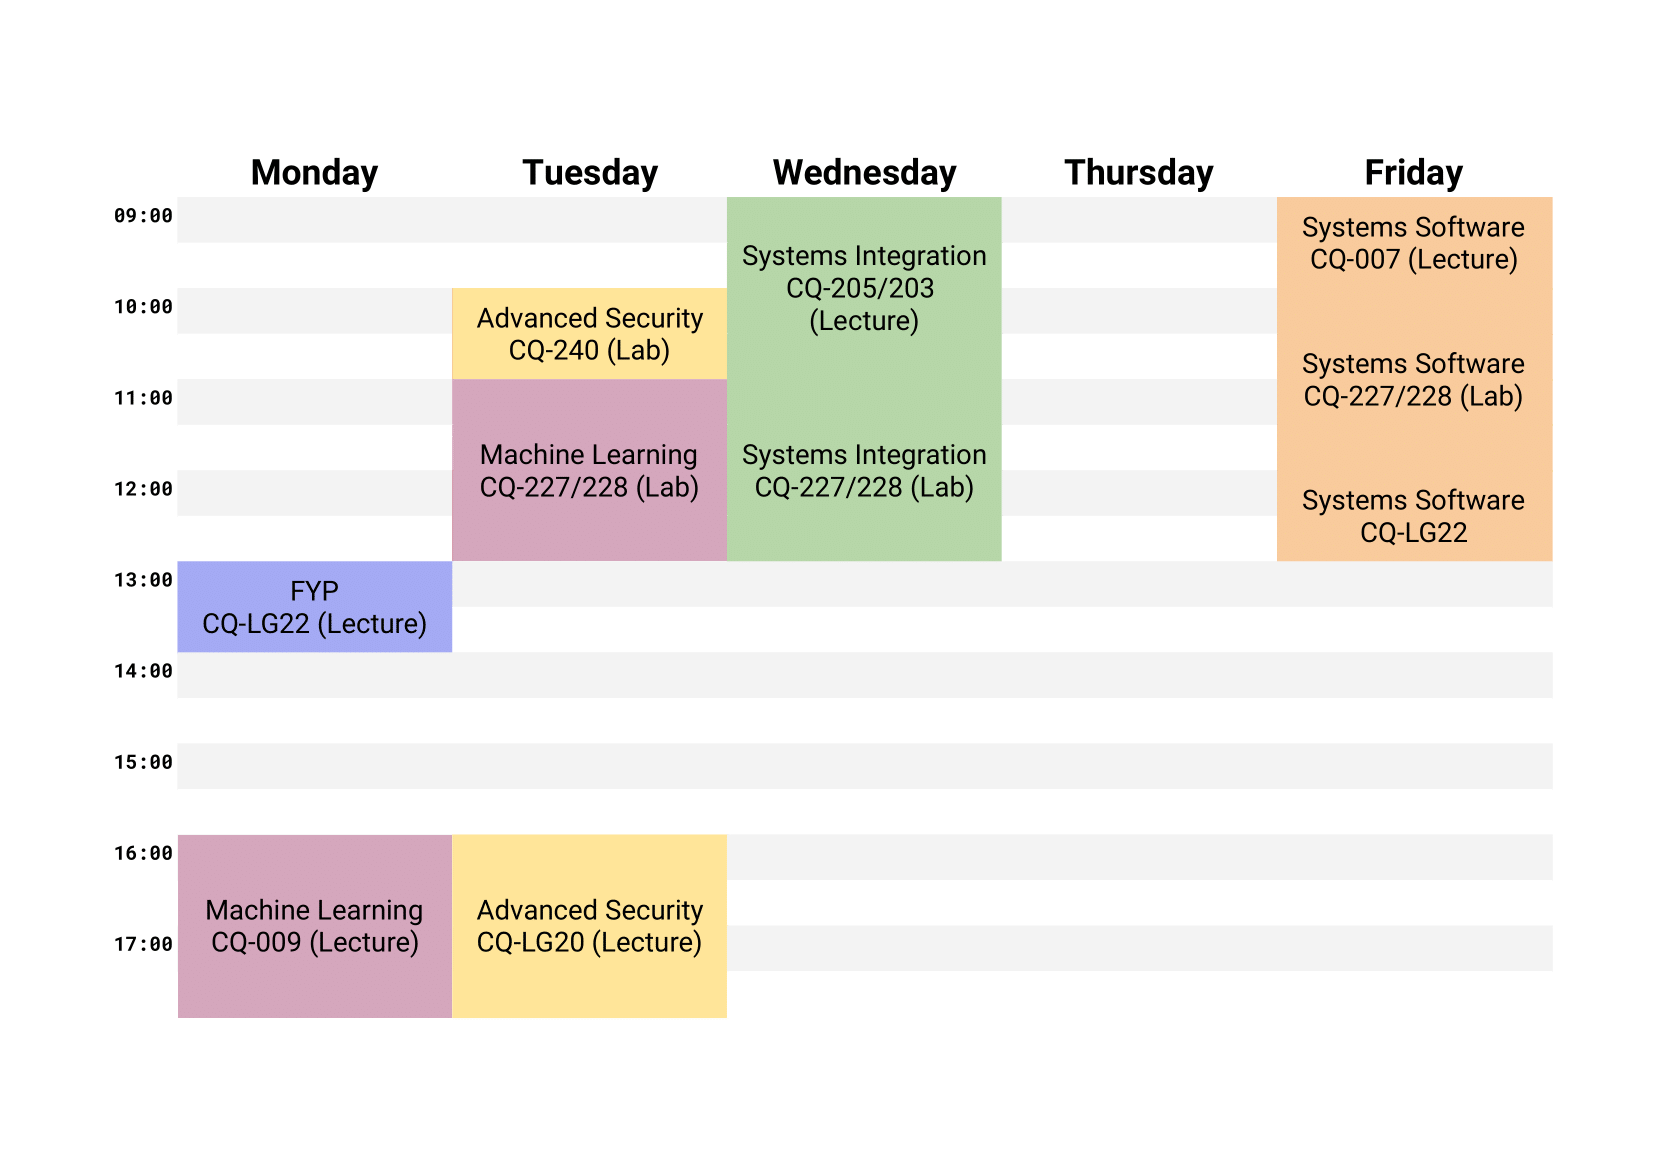 Monday
Tuesday
Wednesday
Thursday
Friday
09:00
Systems Software
CQ-007 (Lecture)
Systems Integration
CQ-205/203
(Lecture)
10:00
Advanced Security
CQ-240 (Lab)
Systems Software
CQ-227/228 (Lab)
11:00
Machine Learning
CQ-227/228 (Lab)
Systems Integration
CQ-227/228 (Lab)
12:00
Systems Software
CQ-LG22
13:00
FYP
CQ-LG22 (Lecture)
14:00
15:00
16:00
Machine Learning
CQ-009 (Lecture)
Advanced Security
CQ-LG20 (Lecture)
17:00